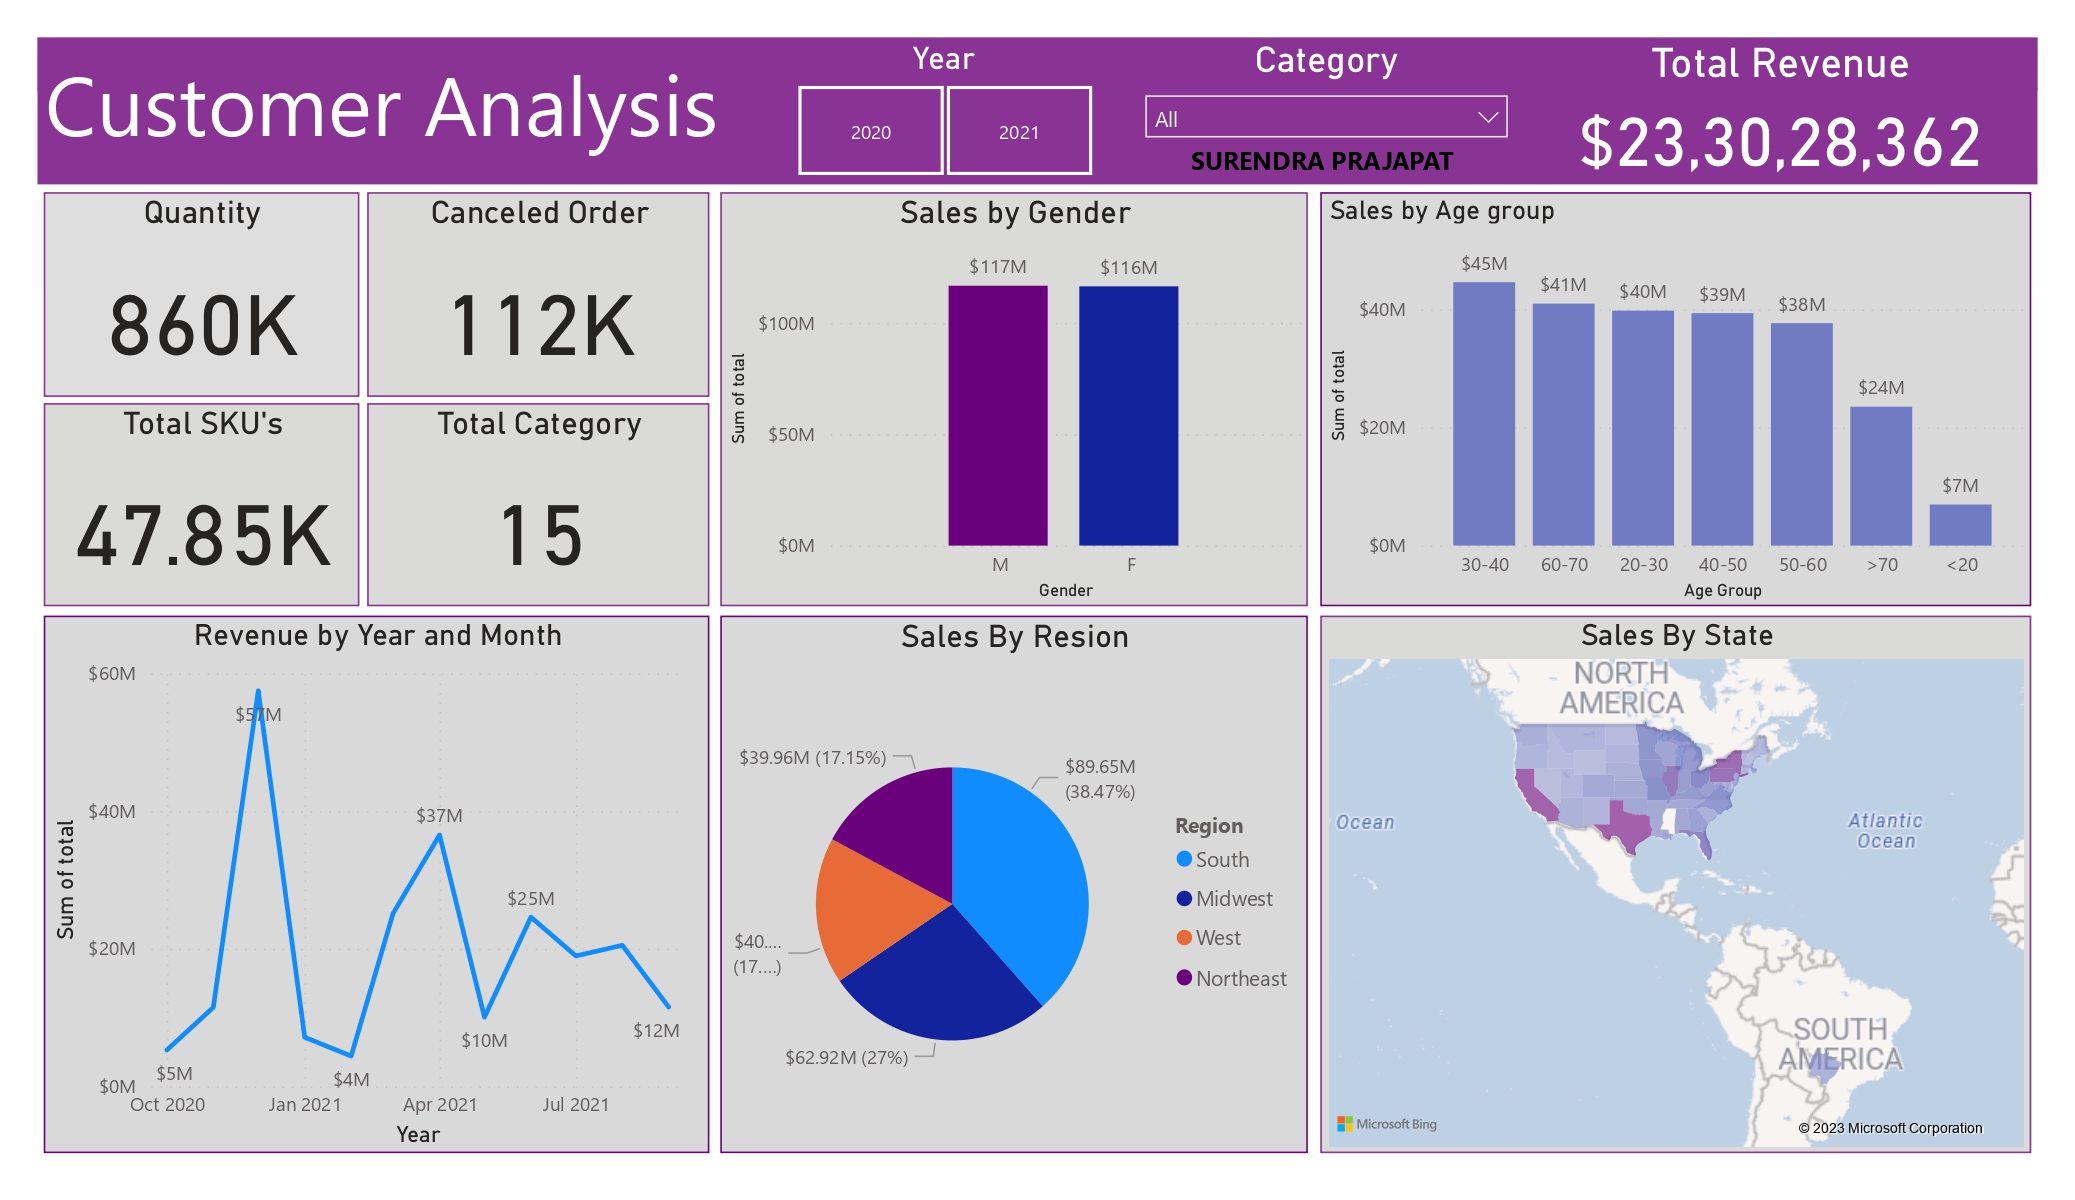 Customer Analysis
Year
2020
2021
Category
All
SURENDRA PRAJAPAT
Total Revenue
$23,30,28,362
Quantity
860K
Canceled Order
112K
Total SKU's
47.85K
Total Category
15
Sales by Gender
$117M
$116M
$100M
$50M
$0M
Sum of total
M
F
Gender
Sales by Age group
$45M
$41M
$40M
$39M
$38M
$24M
$7M
$40M
$20M
$0M
Sum of total
30-40
60-70
20-30
40-50
50-60
>70
<20
Age Group
Revenue by Year and Month
$60M
$40M
$20M
$0M
Sum of total
$57M
$37M
$25M
$10M
$12M
$5M
$4M
Oct 2020
Jan 2021
Apr 2021
Jul 2021
Year
Sales By Resion
$39.96M (17.15%)
$89.65M
(38.47%)
$40....
(17....)
$62.92M (27%)
Region
South
Midwest
West
Northeast
Sales By State
NORTH
AMERICA
Ocean
Atlantic
Ocean
SOUTH
AMERICA
Microsoft Bing
© 2023 Microsoft Corporation